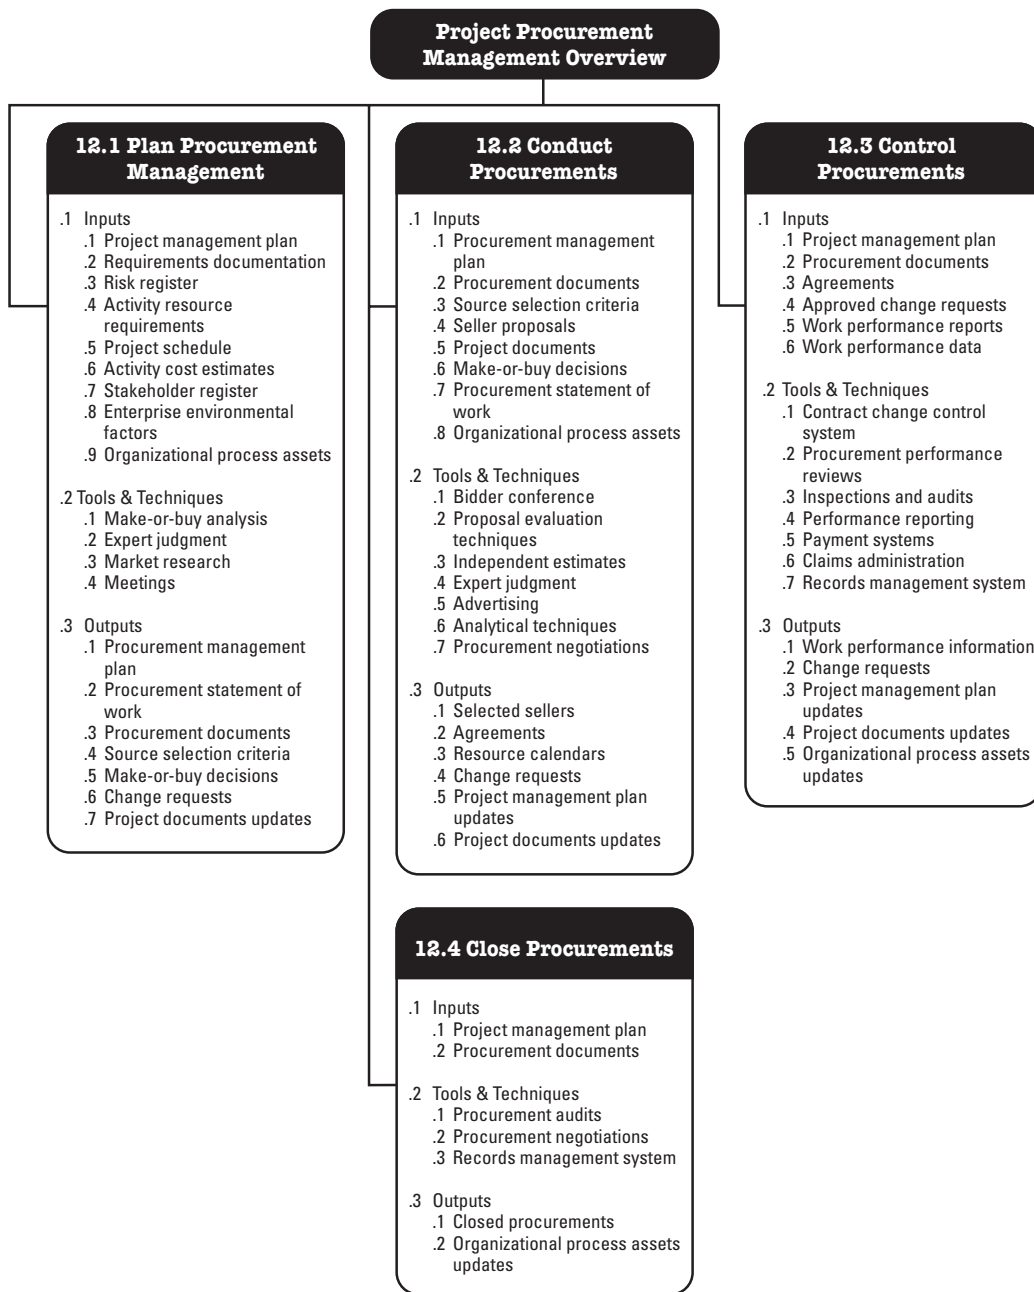 Project Procurement
Management Overview
12.1 Plan Procurement
Management
.1 Inputs
.1 Project management plan
.2 Requirements documentation
.3 Risk register
.4 Activity resource
requirements
.5 Project schedule
.6 Activity cost estimates
.7 Stakeholder register
.8 Enterprise environmental
factors
.9 Organizational process assets
.2 Tools & Techniques
.1 Make-or-buy analysis
.2 Expert judgment
.3 Market research
.4 Meetings
.3 Outputs
.1 Procurement management
plan
.2 Procurement statement of
work
.3 Procurement documents
.4 Source selection criteria
.5 Make-or-buy decisions
.6 Change requests
.7 Project documents updates
12.2 Conduct
Procurements
.1 Inputs
.1 Procurement management
plan
.2 Procurement documents
.3 Source selection criteria
.4 Seller proposals
.5 Project documents
.6 Make-or-buy decisions
.7 Procurement statement of
work
.8 Organizational process assets
.2 Tools & Techniques
.1 Bidder conference
.2 Proposal evaluation
techniques
.3 Independent estimates
.4 Expert judgment
.5 Advertising
.6 Analytical techniques
.7 Procurement negotiations
.3 Outputs
.1 Selected sellers
.2 Agreements
.3 Resource calendars
.4 Change requests
.5 Project management plan
updates
.6 Project documents updates
12.3 Control
Procurements
.1 Inputs
.1 Project management plan
.2 Procurement documents
.3 Agreements
.4 Approved change requests
.5 Work performance reports
.6 Work performance data
.2 Tools & Techniques
.1 Contract change control
system
.2 Procurement performance
reviews
.3 Inspections and audits
.4 Performance reporting
.5 Payment systems
.6 Claims administration
.7 Records management system
.3 Outputs
.1 Work performance information
.2 Change requests
.3 Project management plan
updates
.4 Project documents updates
.5 Organizational process assets
updates
12.4 Close Procurements
.1 Inputs
.1 Project management plan
.2 Procurement documents
.2 Tools & Techniques
.1 Procurement audits
.2 Procurement negotiations
.3 Records management system
.3 Outputs
.1 Closed procurements
.2 Organizational process assets
updates